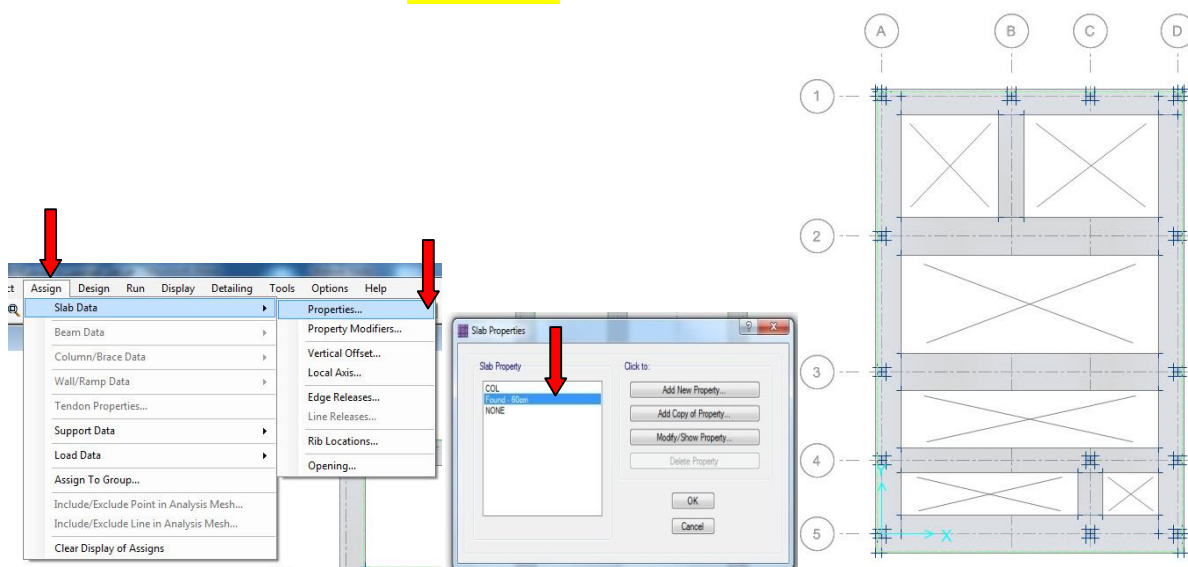 ct Assign Design Run Display Detailing Tools Options Help
Slab Data
Beam Data
Column/Brace Data
Wall/Ramp Data
Tendon Properties...
Support Data
Load Data
Assign To Group...
Include/Exclude Point in Analysis Mesh...
Include/Exclude Line in Analysis Mesh...
Clear Display of Assigns
Properties...
Property Modifiers...
Vertical Offset...
Local Axis...
Edge Releases...
Line Releases...
Rib Locations...
Opening...
Slab Properties
Slab Property
COL
Found - 60cm
NONE
Click to:
Add New Property...
Add Copy of Property...
Modify/Show Property...
Delete Property
OK
Cancel
A B C D
1
2
3
4
5
Y
X